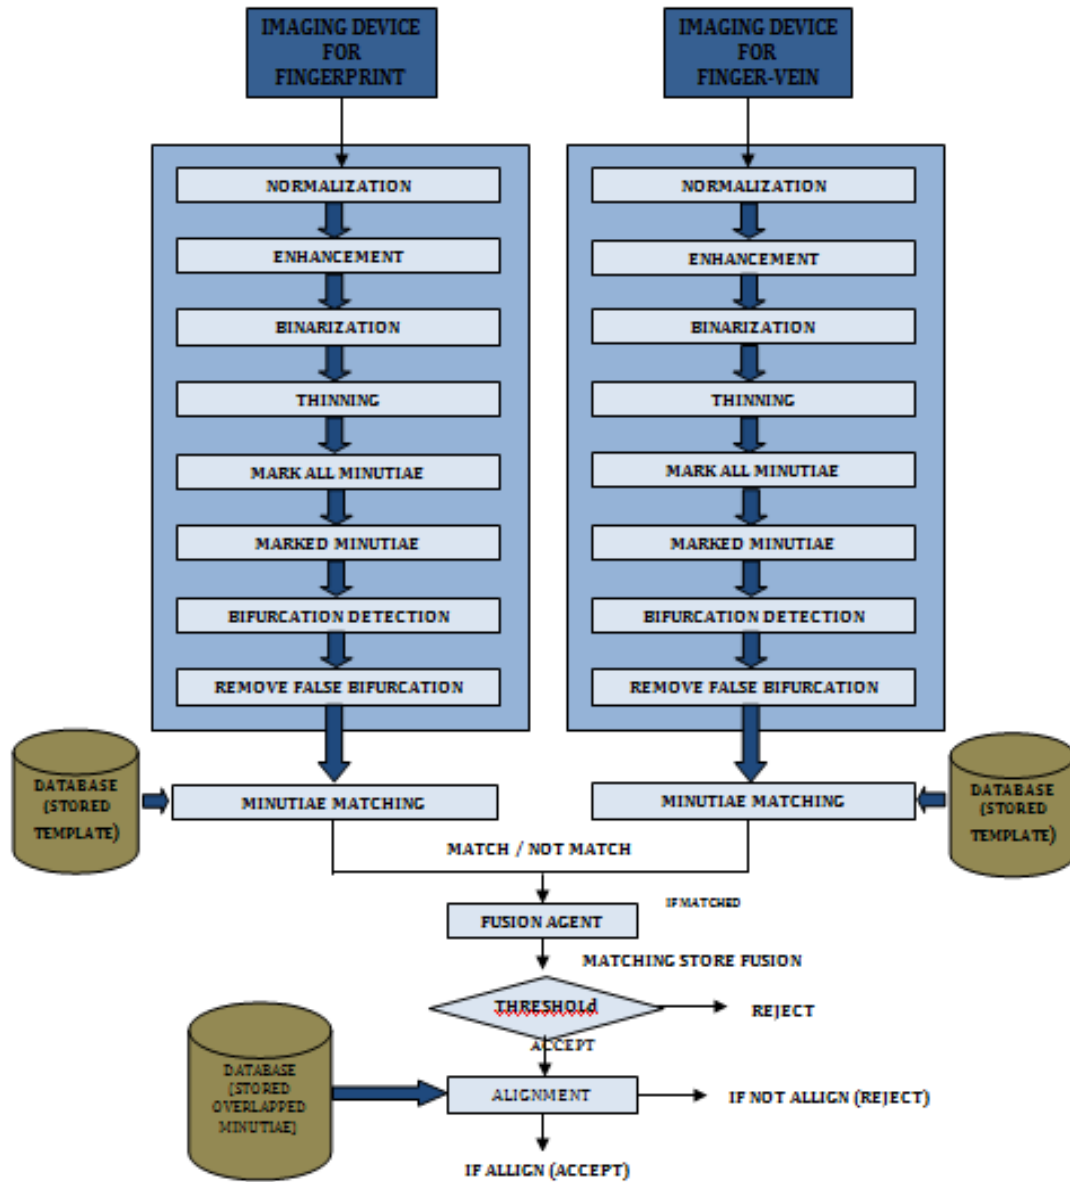 IMAGING DEVICE
FOR
FINGERPRINT
IMAGING DEVICE
FOR
FINGER-VEIN
NORMALIZATION
ENHANCEMENT
BINARIZATION
THINNING
MARK ALL MINUTIAE
MARKED MINUTIAE
BIFURCATION DETECTION
REMOVE FALSE BIFURCATION
NORMALIZATION
ENHANCEMENT
BINARIZATION
THINNING
MARK ALL MINUTIAE
MARKED MINUTIAE
BIFURCATION DETECTION
REMOVE FALSE BIFURCATION
DATABASE
(STORED
TEMPLATE)
MINUTIAE MATCHING
MINUTIAE MATCHING
DATABASE
(STORED
TEMPLATE)
MATCH / NOT MATCH
IF MATCHED
FUSION AGENT
MATCHING STORE FUSION
THRESHOLd
REJECT
ACCEPT
DATABASE
(STORED
OVERLAPPED
MINUTIAE)
ALIGNMENT
IF NOT ALLIGN (REJECT)
IF ALLIGN (ACCEPT)